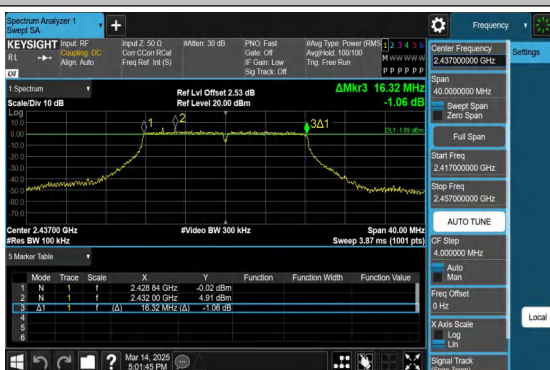 Spectrum Analyzer 1
Swept SA
Frequency
KEYSIGHT Input: RF Input Z: 50 Ω #Atten: 30 dB PNO: Fast #Avg Type: Power (RMS 1 2 3 4 5 6
RL Coupling: DC Corr CCorr RCal Gate: Off Avg|Hold: 100/100 M W W W W W
Align: Auto Freq Ref: Int (S) IF Gain: Low Trig: Free Run
Sig Track: Off P P P P P P
LXI
1 Spectrum Ref Lvl Offset 2.53 dB ΔMkr3 16.32 MHz
Scale/Div 10 dB Ref Level 20.00 dBm -1.06 dB
Log
10.0
0.00
-10.0
-20.0
-30.0
-40.0
-50.0
-60.0
-70.0
1
2
3Δ1
DL1 -1.09 dBm
Center 2.43700 GHz #Video BW 300 kHz Span 40.00 MHz
#Res BW 100 kHz Sweep 3.87 ms (1001 pts)
5 Marker Table
Mode Trace Scale X Y Function Function Width Function Value
1 N 1 f 2.428 84 GHz -0.02 dBm
2 N 1 f 2.432 00 GHz 4.91 dBm
3 Δ1 1 f (Δ) 16.32 MHz (Δ) -1.06 dB
4
5
6
Mar 14, 2025
5:01:45 PM
Center Frequency
2.437000000 GHz
Settings
Span
40.0000000 MHz
Swept Span
Zero Span
Full Span
Start Freq
2.417000000 GHz
Stop Freq
2.457000000 GHz
AUTO TUNE
CF Step
4.000000 MHz
Auto
Man
Freq Offset
0 Hz
X Axis Scale
Log
Lin
Local
Signal Track
(Span Zoom)